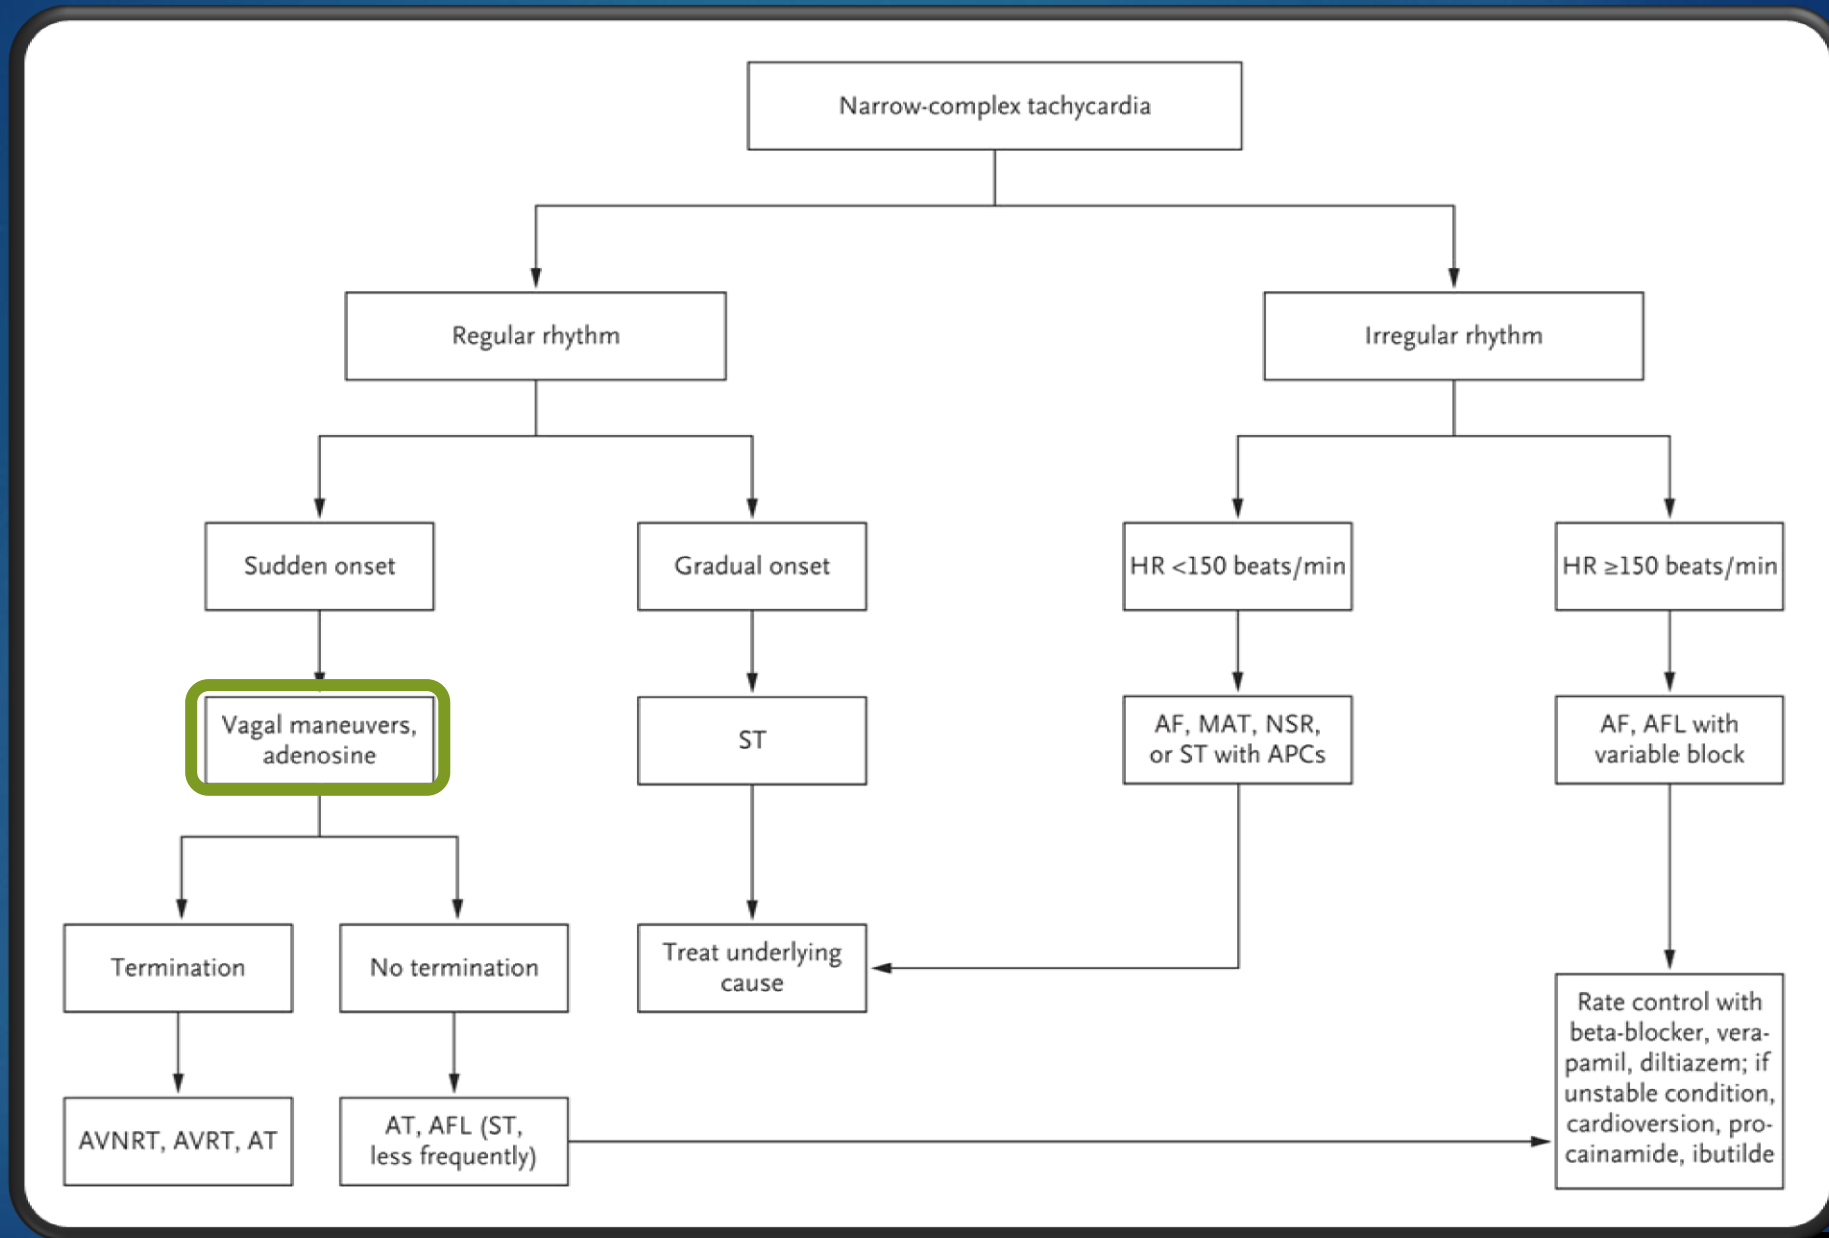 Narrow-complex tachycardia
Regular rhythm
Irregular rhythm
Sudden onset
Gradual onset
HR <150 beats/min
HR ≥150 beats/min
Vagal maneuvers,
adenosine
ST
AF, MAT, NSR,
or ST with APCs
AF, AFL with
variable block
Termination
No termination
Treat underlying
cause
Rate control with
beta-blocker, vera-
pamil, diltiazem; if
unstable condition,
cardioversion, pro-
cainamide, ibutilde
AVNRT, AVRT, AT
AT, AFL (ST,
less frequently)